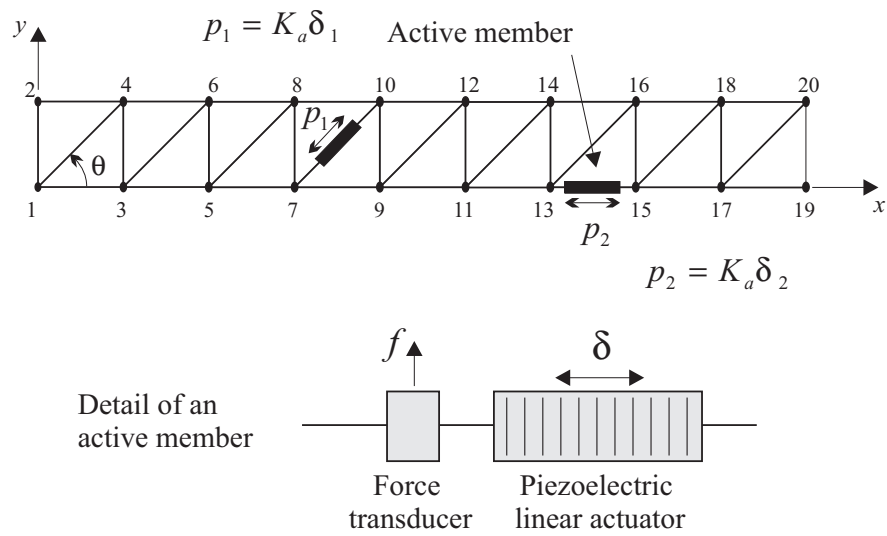 p₁ = Kₐδ₁
Active member
y
2 4 6 8 10 12 14 16 18 20
p₁
θ
1 3 5 7 9 11 13 15 17 19
x
p₂
p₂ = Kₐδ₂
f
δ
Detail of an
active member
Force
transducer
Piezoelectric
linear actuator